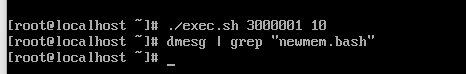 [root@localhost ~]# ./exec.sh 3000001 10
[root@localhost ~]# dmesg | grep "newmem.bash"
[root@localhost ~]# _